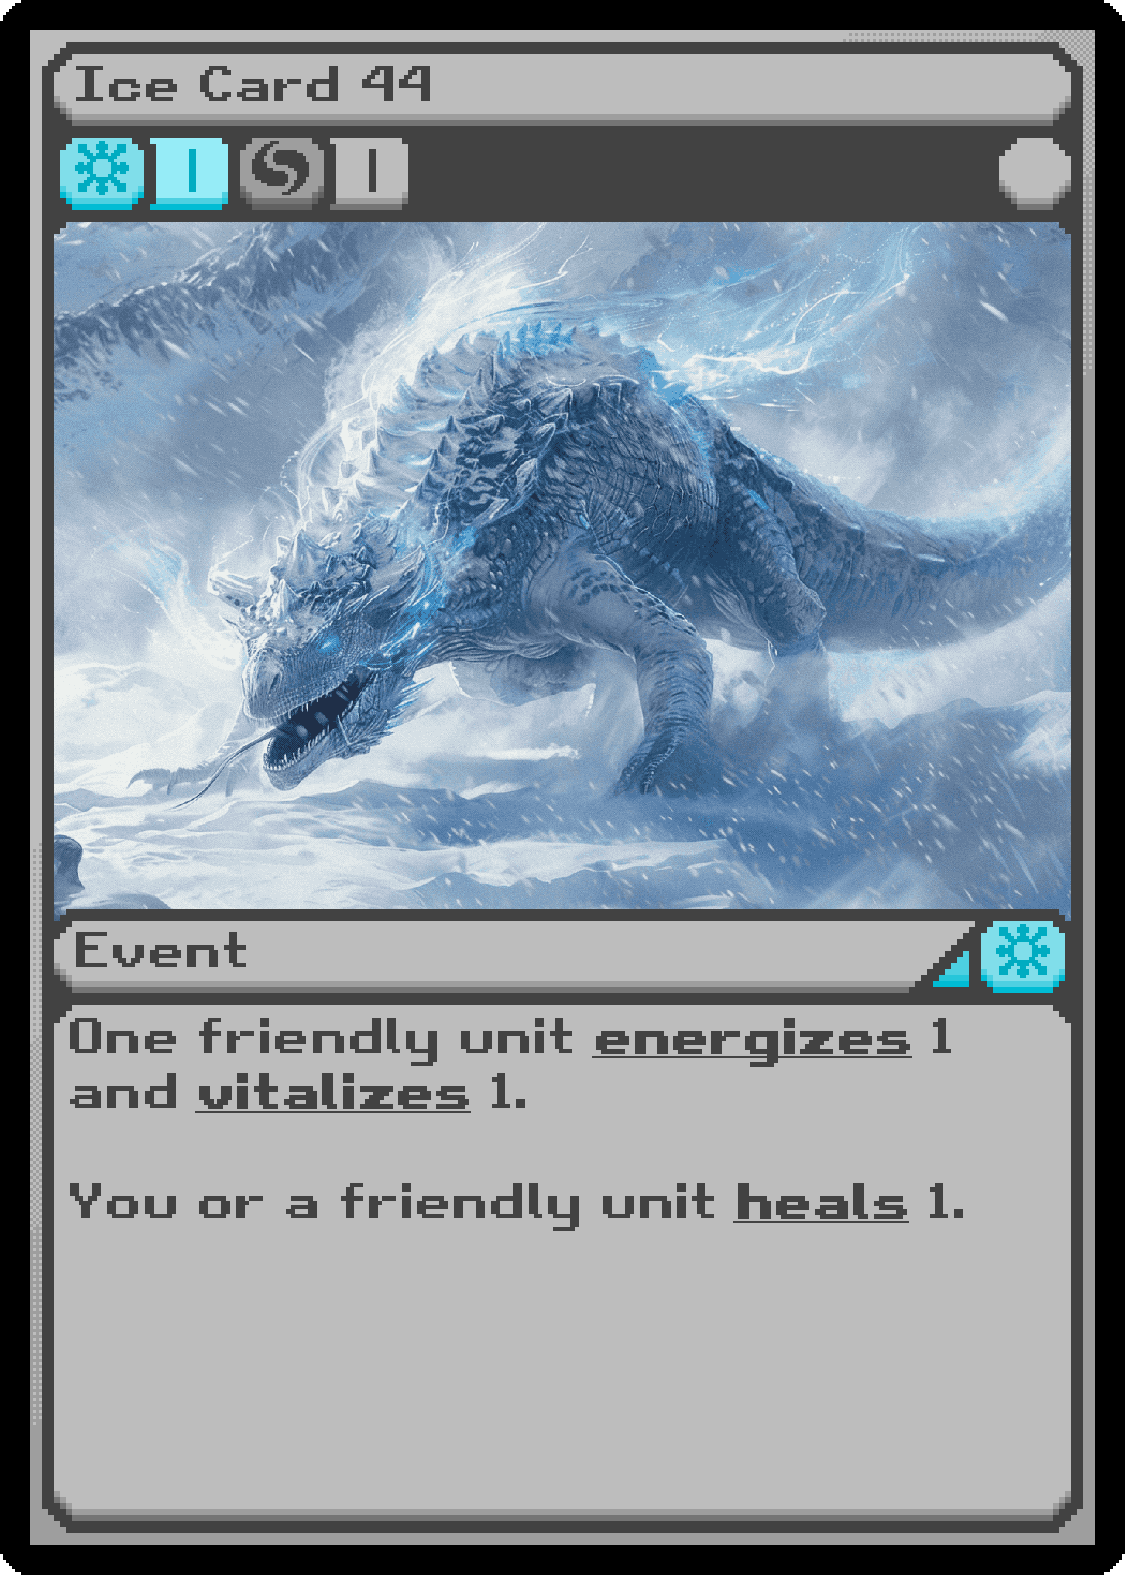 Ice Card 44
1 1
Event
One friendly unit energizes 1
and vitalizes 1.
You or a friendly unit heals 1.